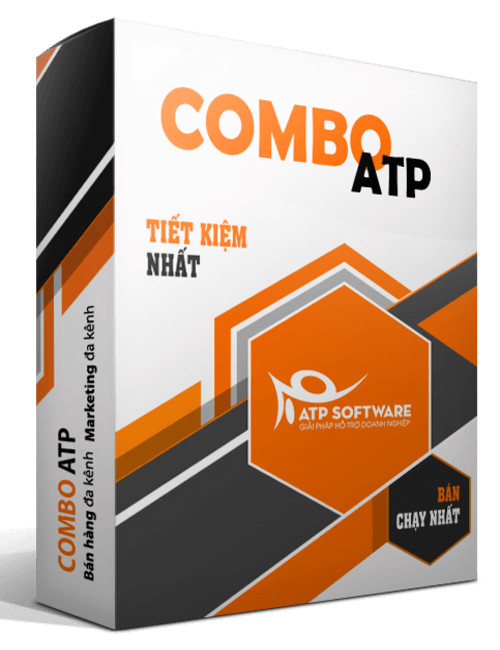 COMBO
ATP
TIẾT KIỆM
NHẤT
ATP SOFTWARE
GIẢI PHÁP HỖ TRỢ DOANH NGHIỆP
BÁN
CHẠY NHẤT
COMBO ATP
Bán hàng đa kênh Marketing đa kênh